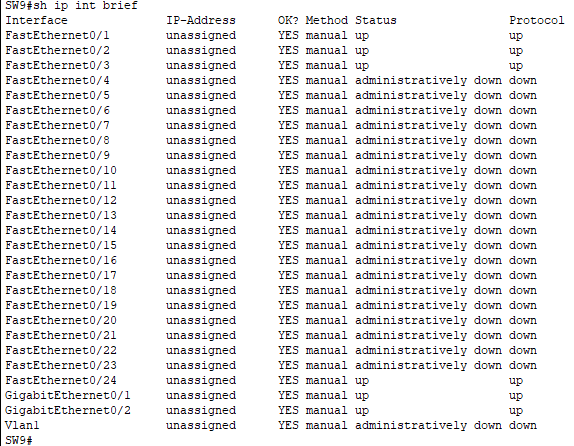 SW9#sh ip int brief
Interface IP-Address OK? Method Status Protocol
FastEthernet0/1 unassigned YES manual up up
FastEthernet0/2 unassigned YES manual up up
FastEthernet0/3 unassigned YES manual up up
FastEthernet0/4 unassigned YES manual administratively down down
FastEthernet0/5 unassigned YES manual administratively down down
FastEthernet0/6 unassigned YES manual administratively down down
FastEthernet0/7 unassigned YES manual administratively down down
FastEthernet0/8 unassigned YES manual administratively down down
FastEthernet0/9 unassigned YES manual administratively down down
FastEthernet0/10 unassigned YES manual administratively down down
FastEthernet0/11 unassigned YES manual administratively down down
FastEthernet0/12 unassigned YES manual administratively down down
FastEthernet0/13 unassigned YES manual administratively down down
FastEthernet0/14 unassigned YES manual administratively down down
FastEthernet0/15 unassigned YES manual administratively down down
FastEthernet0/16 unassigned YES manual administratively down down
FastEthernet0/17 unassigned YES manual administratively down down
FastEthernet0/18 unassigned YES manual administratively down down
FastEthernet0/19 unassigned YES manual administratively down down
FastEthernet0/20 unassigned YES manual administratively down down
FastEthernet0/21 unassigned YES manual administratively down down
FastEthernet0/22 unassigned YES manual administratively down down
FastEthernet0/23 unassigned YES manual administratively down down
FastEthernet0/24 unassigned YES manual up up
GigabitEthernet0/1 unassigned YES manual up up
GigabitEthernet0/2 unassigned YES manual up up
Vlan1 unassigned YES manual administratively down down
SW9#